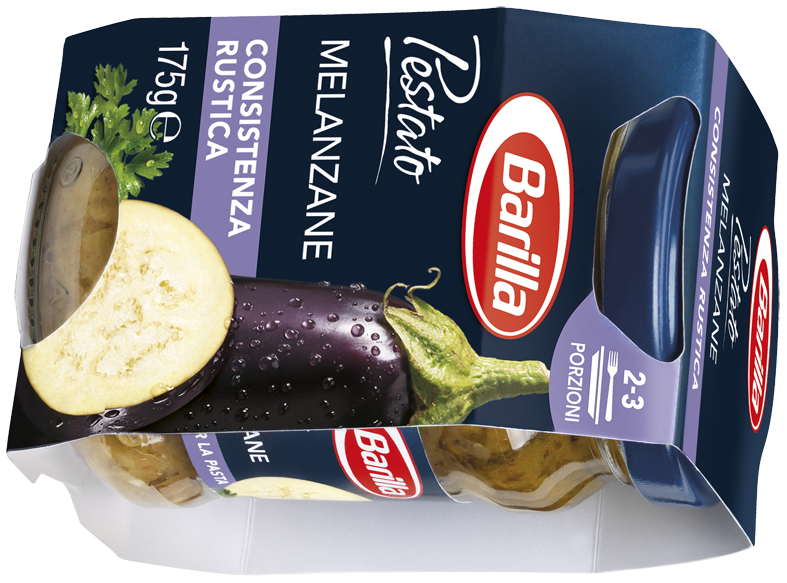 Barilla
Pestato
MELANZANE
CONSISTENZA
RUSTICA
175g ℮
2-3
PORZIONI
CONSISTENZA RUSTICA
MELANZANE
Pestato
Barilla
Barilla
ZANE
R LA PASTA